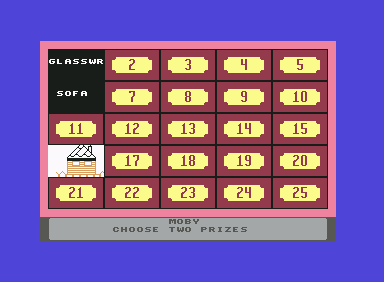 GLASSWR 2 3 4 5
SOFA 7 8 9 10
11 12 13 14 15
17 18 19 20
21 22 23 24 25
MOBY
CHOOSE TWO PRIZES